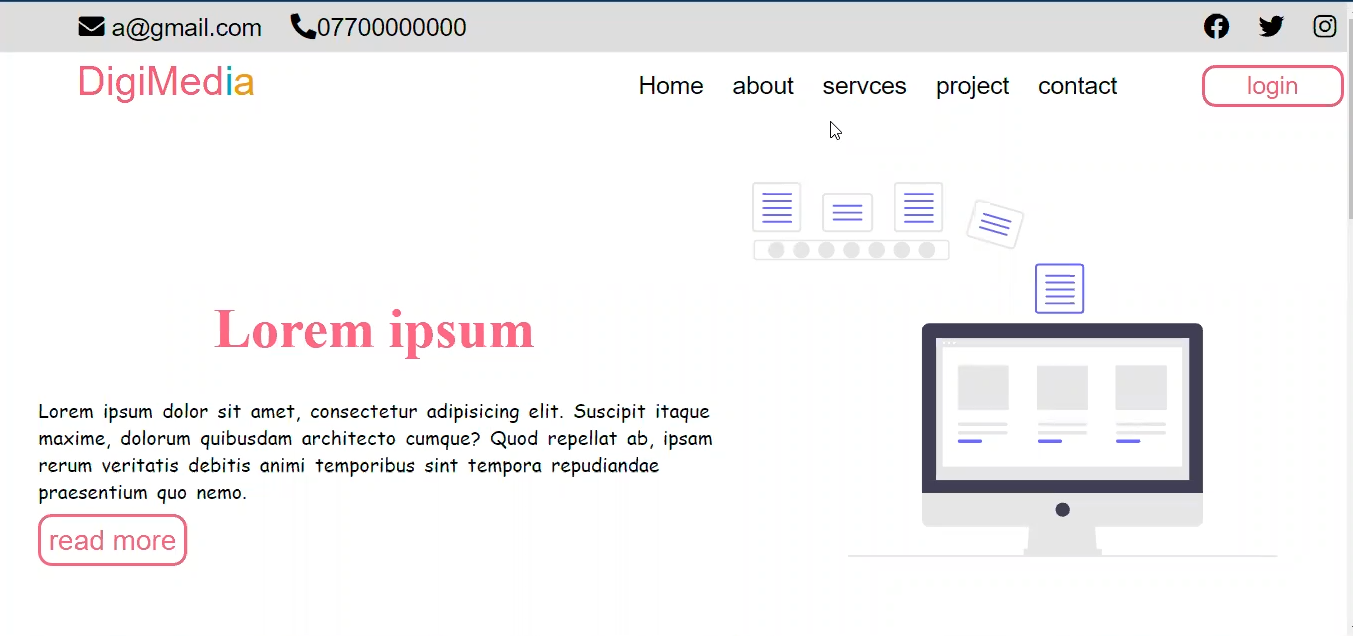 a@gmail.com 07700000000
DigiMedia Home about servces project contact login
Lorem ipsum
Lorem ipsum dolor sit amet, consectetur adipisicing elit. Suscipit itaque
maxime, dolorum quibusdam architecto cumque? Quod repellat ab, ipsam
rerum veritatis debitis animi temporibus sint tempora repudiandae
praesentium quo nemo.
read more